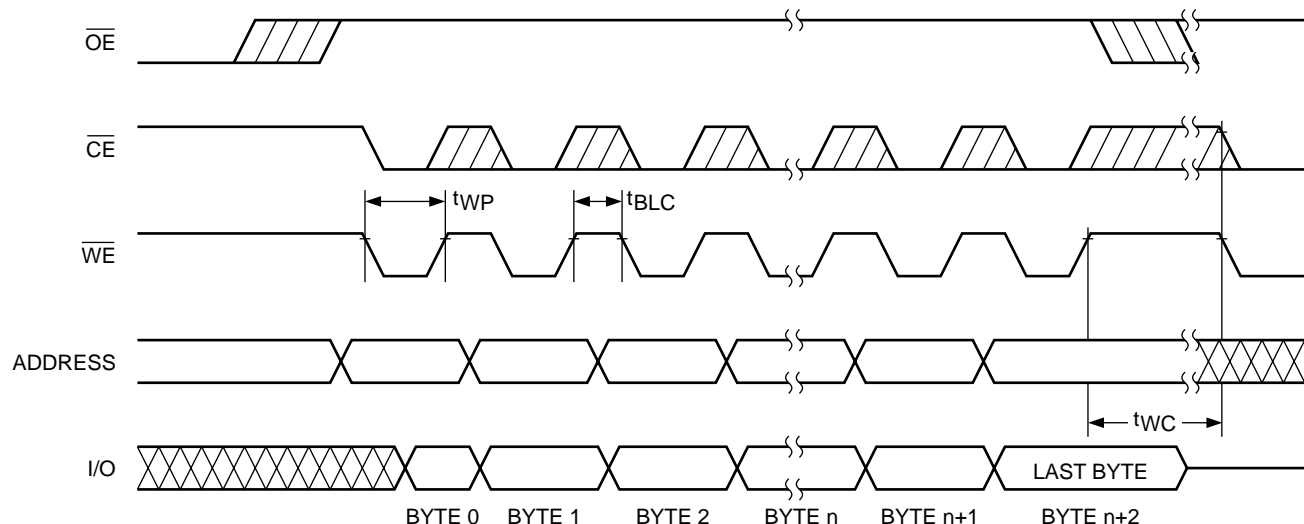 OE
CE
tWP
tBLC
WE
ADDRESS
tWC
I/O
LAST BYTE
BYTE 0 BYTE 1 BYTE 2 BYTE n BYTE n+1 BYTE n+2